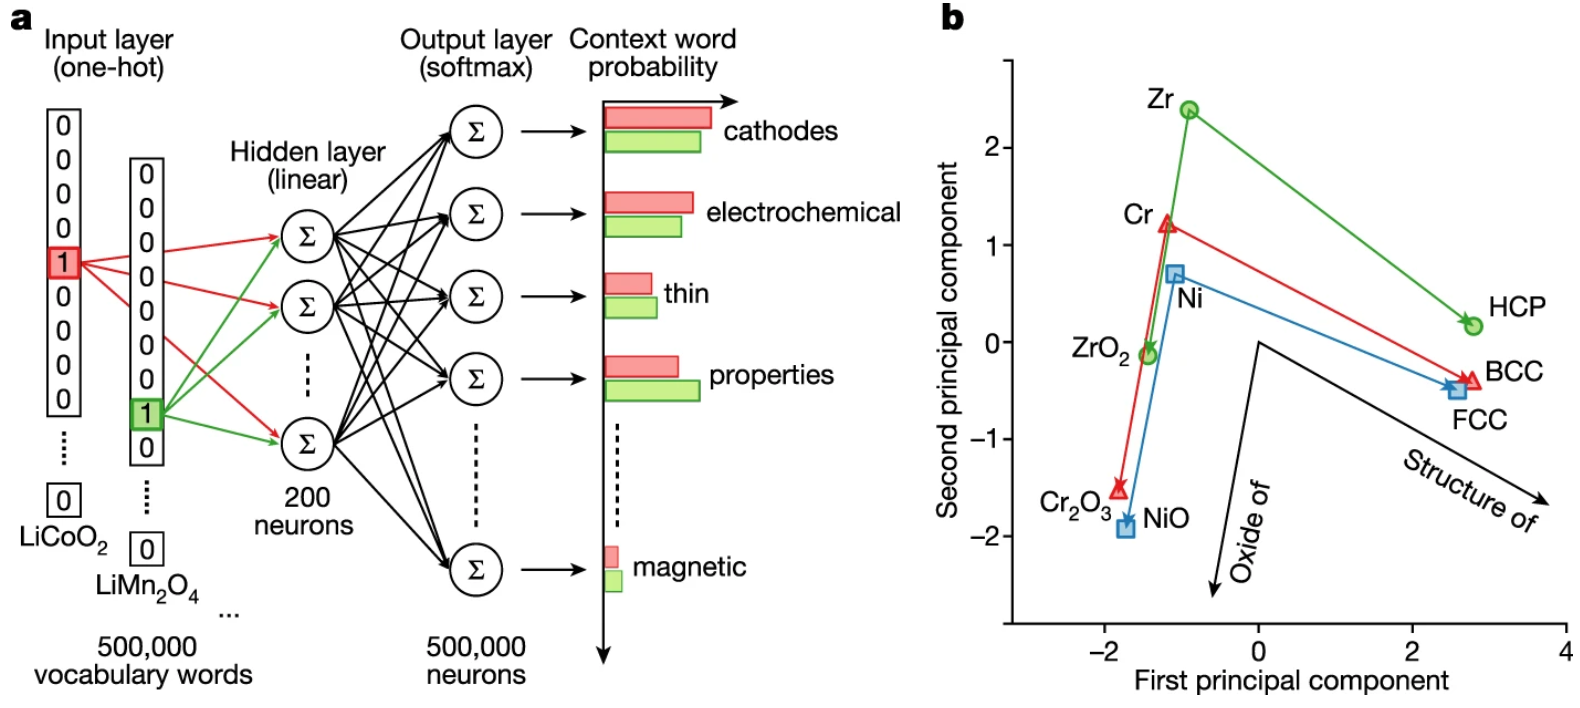 a
Input layer
(one-hot)
0
0
0
0
1
0
0
0
0
0
LiCoO₂
0
0
0
0
0
0
0
1
0
0
LiMn₂O₄
...
500,000
vocabulary words
Hidden layer
(linear)
Σ
Σ
Σ
200
neurons
Output layer
(softmax)
Σ
Σ
Σ
Σ
Σ
500,000
neurons
Context word
probability
cathodes
electrochemical
thin
properties
magnetic
b
Second principal component
2
1
0
−1
−2
Zr
Cr
Ni
ZrO₂
Cr₂O₃
NiO
HCP
BCC
FCC
Oxide of
Structure of
−2
0
2
4
First principal component